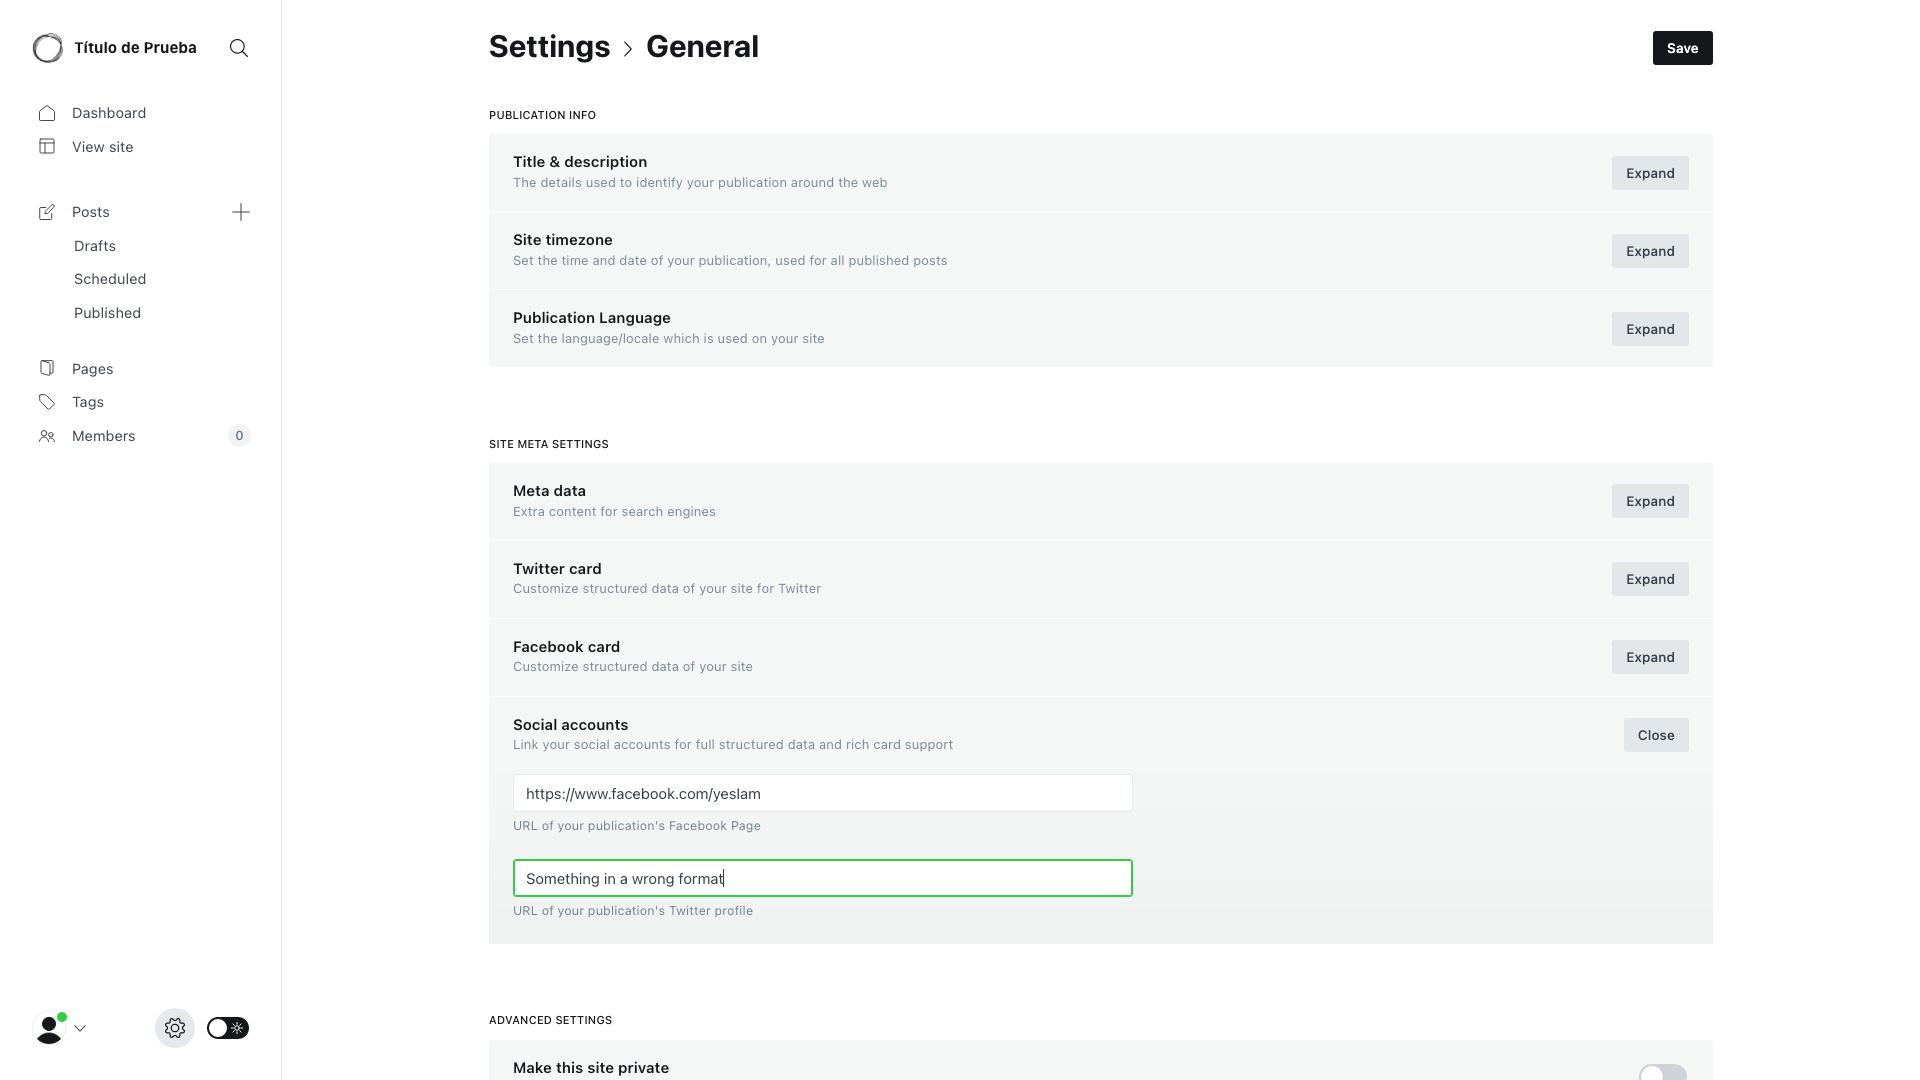 Título de Prueba
Dashboard
View site
Posts
Drafts
Scheduled
Published
Pages
Tags
Members
0
Settings > General
Save
PUBLICATION INFO
Title & description
The details used to identify your publication around the web
Expand
Site timezone
Set the time and date of your publication, used for all published posts
Expand
Publication Language
Set the language/locale which is used on your site
Expand
SITE META SETTINGS
Meta data
Extra content for search engines
Expand
Twitter card
Customize structured data of your site for Twitter
Expand
Facebook card
Customize structured data of your site
Expand
Social accounts
Link your social accounts for full structured data and rich card support
Close
https://www.facebook.com/yeslam
URL of your publication's Facebook Page
Something in a wrong format
URL of your publication's Twitter profile
ADVANCED SETTINGS
Make this site private